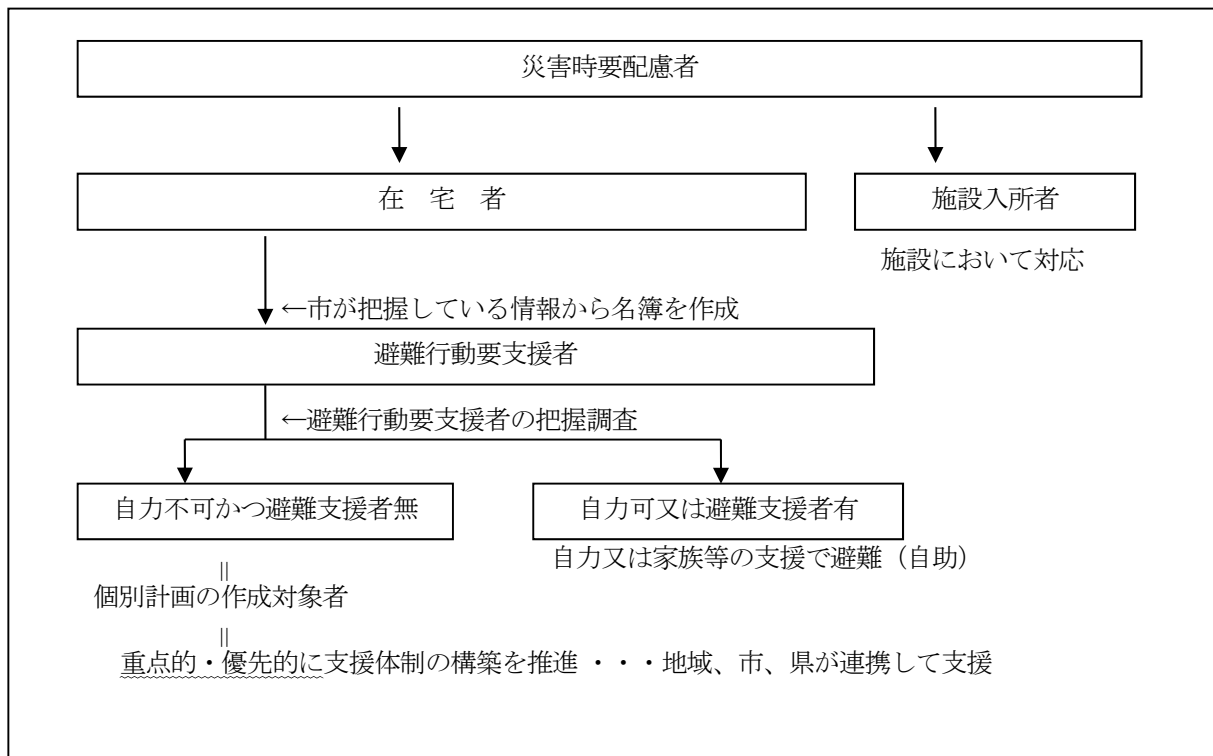 災害時要配慮者
在　宅　者
施設入所者
施設において対応
←市が把握している情報から名簿を作成
避難行動要支援者
←避難行動要支援者の把握調査
自力不可かつ避難支援者無
自力可又は避難支援者有
自力又は家族等の支援で避難（自助）
||
個別計画の作成対象者
||
重点的・優先的に支援体制の構築を推進 ・・・地域、市、県が連携して支援